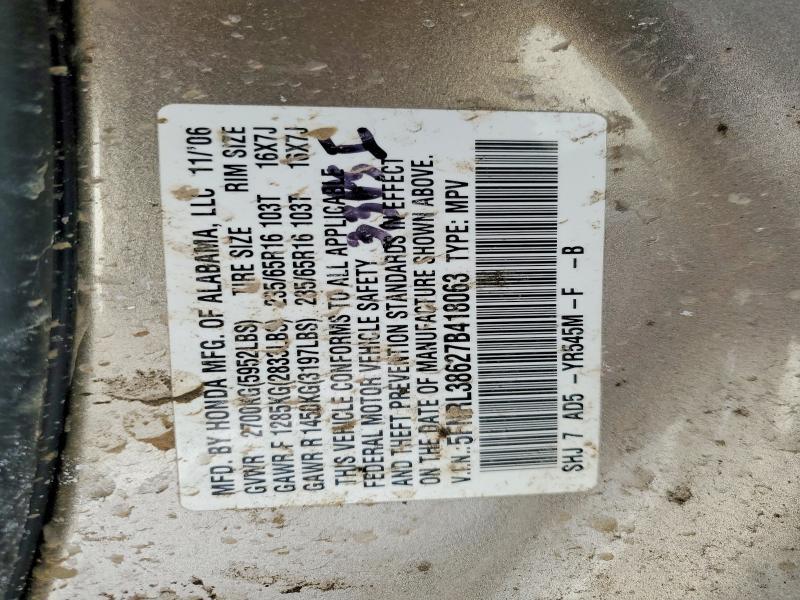 MFD. BY HONDA MFG. OF ALABAMA, LLC 11/'06
GVWR 2700KG(5952LBS) TIRE SIZE RIM SIZE
GAWR F 1285KG(2833LBS) 235/65R16 103T 16X7J
GAWR R 1450KG(3197LBS) 235/65R16 103T 16X7J
THIS VEHICLE CONFORMS TO ALL APPLICABLE
FEDERAL MOTOR VEHICLE SAFETY
AND THEFT PREVENTION STANDARDS IN EFFECT
ON THE DATE OF MANUFACTURE SHOWN ABOVE.
V.I.N.: 5FNRL38627B418063 TYPE: MPV
SHJ 7 AD5 -YR545M-F -B